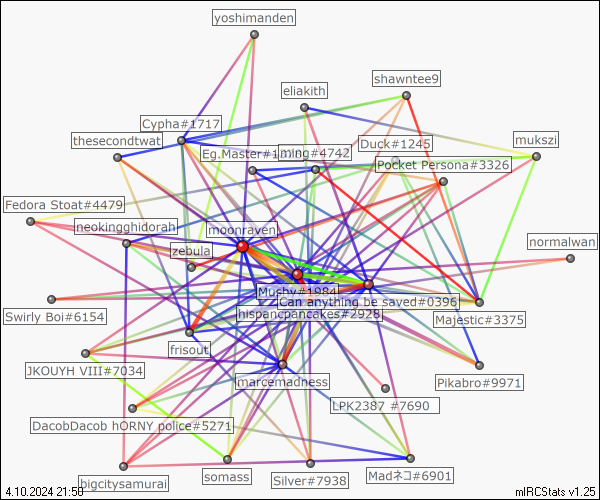 yoshimanden
shawntee9
eliakith
Cypha#1717
thesecondtwat
mukszi
Duck#1245
Eg.Master#1
ming#4742
Pocket Persona#3326
Fedora Stoat#4479
neokingghidorah
moonraven
zebula
normalwan
Muchy#1984
Can anything be saved#0396
hispancpancakes#2928
Swirly Boi#6154
Majestic#3375
frisout
JKOUYH VIII#7034
marcemadness
Pikabro#9971
LPK2387 #7690
DacobDacob hORNY police#5271
bigcitysamurai
somass
Silver#7938
Madネコ#6901
4.10.2024 21:50
mIRCStats v1.25